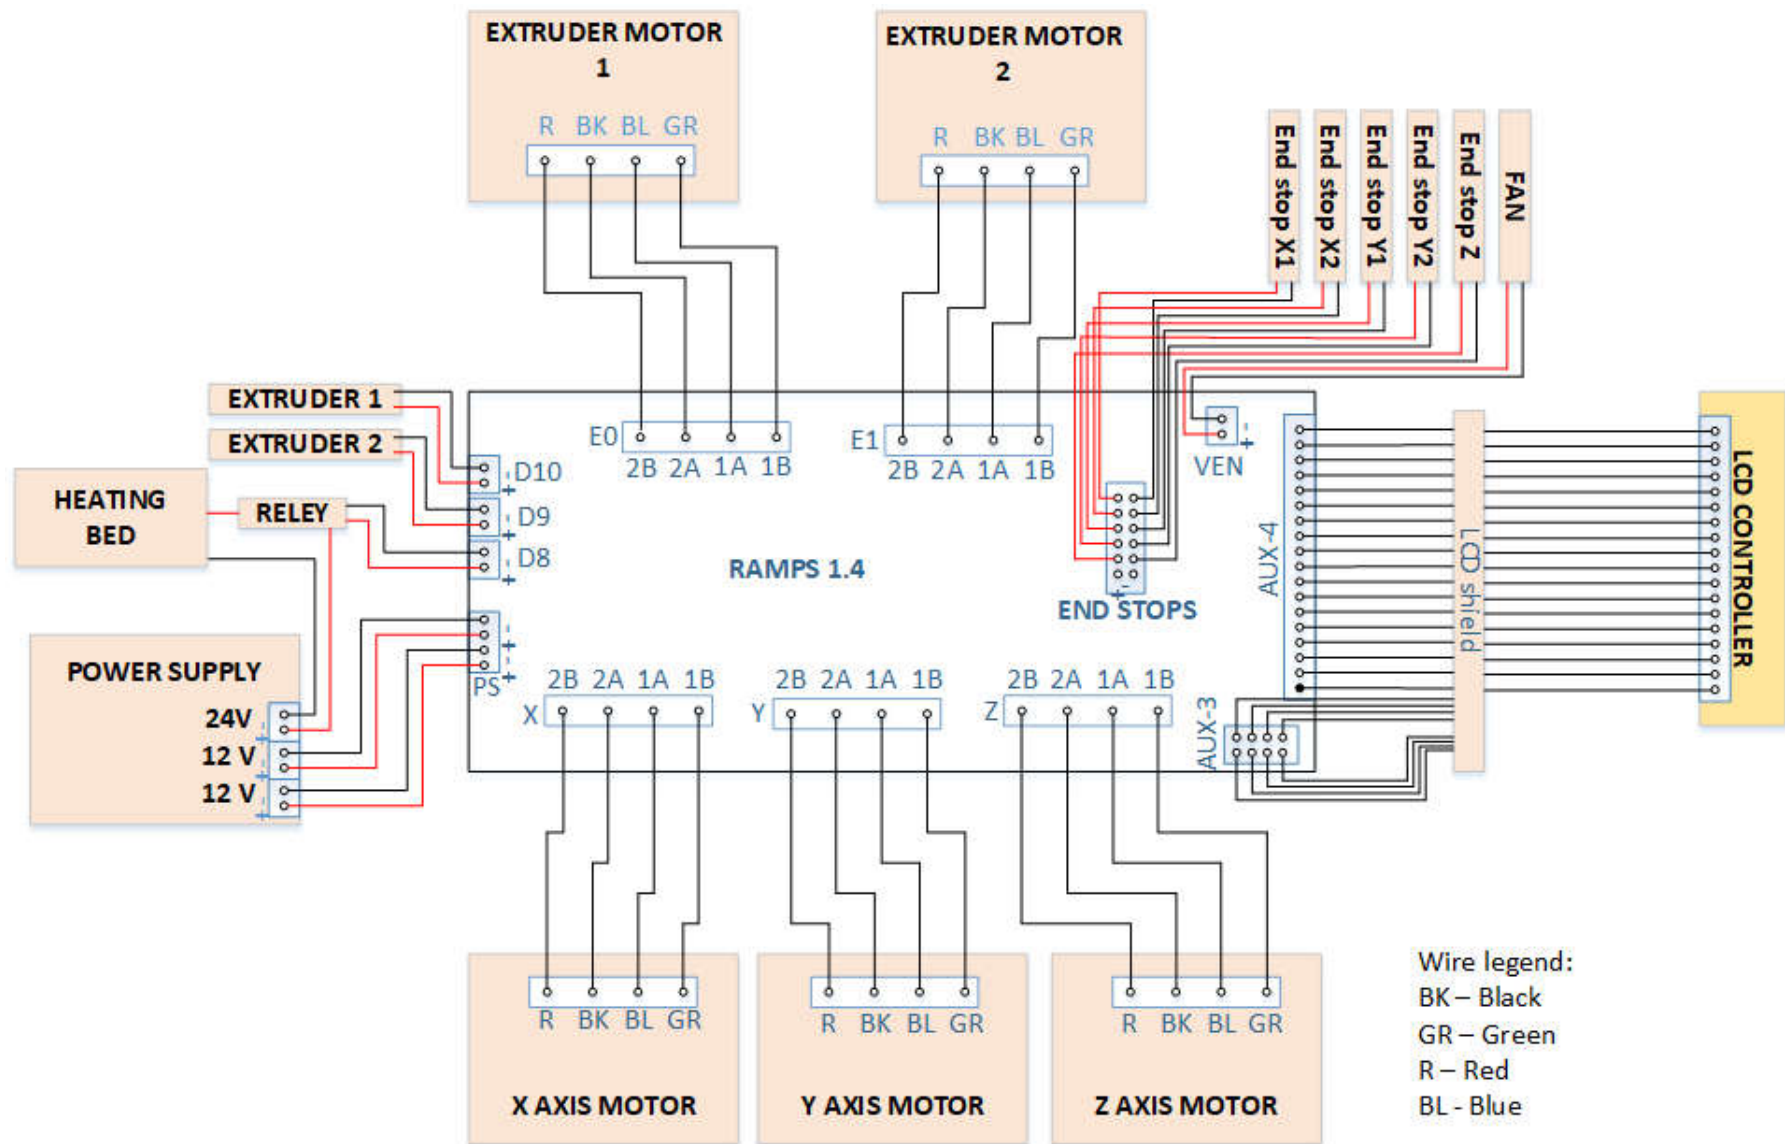 EXTRUDER MOTOR
1
R BK BL GR
EXTRUDER MOTOR
2
R BK BL GR
End stop X1
End stop X2
End stop Y1
End stop Y2
End stop Z
FAN
EXTRUDER 1
EXTRUDER 2
HEATING
BED
RELEY
- +
D10
- +
D9
- +
D8
E0
2B 2A 1A 1B
E1
2B 2A 1A 1B
- +
VEN
RAMPS 1.4
+ -
END STOPS
AUX-4
LCD shield
LCD CONTROLLER
POWER SUPPLY
24V
- +
12 V
- +
12 V
- +
- + - +
PS
2B 2A 1A 1B
X
2B 2A 1A 1B
Y
2B 2A 1A 1B
Z
AUX-3
R BK BL GR
X AXIS MOTOR
R BK BL GR
Y AXIS MOTOR
R BK BL GR
Z AXIS MOTOR
Wire legend:
BK – Black
GR – Green
R – Red
BL - Blue